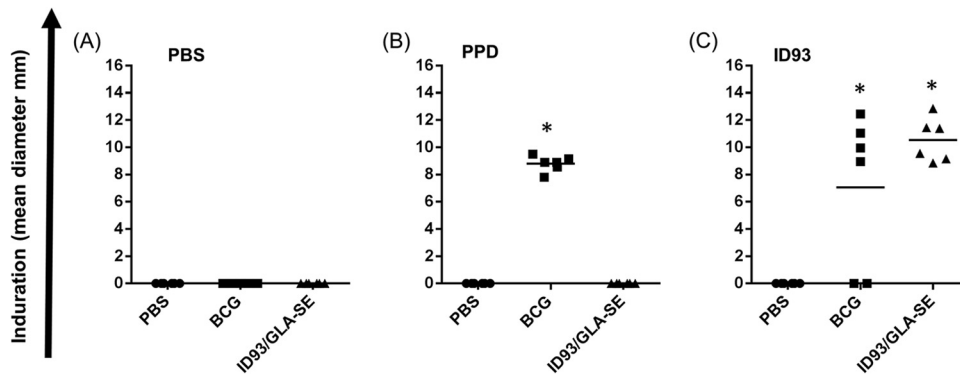 Induration (mean diameter mm)
(A)
PBS
16
14
12
10
8
6
4
2
0
PBS
BCG
ID93/GLA-SE
(B)
PPD
*
16
14
12
10
8
6
4
2
0
PBS
BCG
ID93/GLA-SE
(C)
ID93
* *
16
14
12
10
8
6
4
2
0
PBS
BCG
ID93/GLA-SE